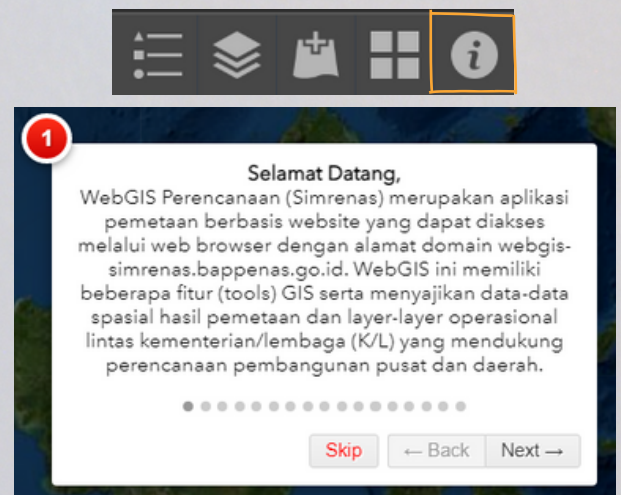 1
Selamat Datang,
WebGIS Perencanaan (Simrenas) merupakan aplikasi
pemetaan berbasis website yang dapat diakses
melalui web browser dengan alamat domain webgis-
simrenas.bappenas.go.id. WebGIS ini memiliki
beberapa fitur (tools) GIS serta menyajikan data-data
spasial hasil pemetaan dan layer-layer operasional
lintas kementerian/lembaga (K/L) yang mendukung
perencanaan pembangunan pusat dan daerah.
Skip ← Back Next →